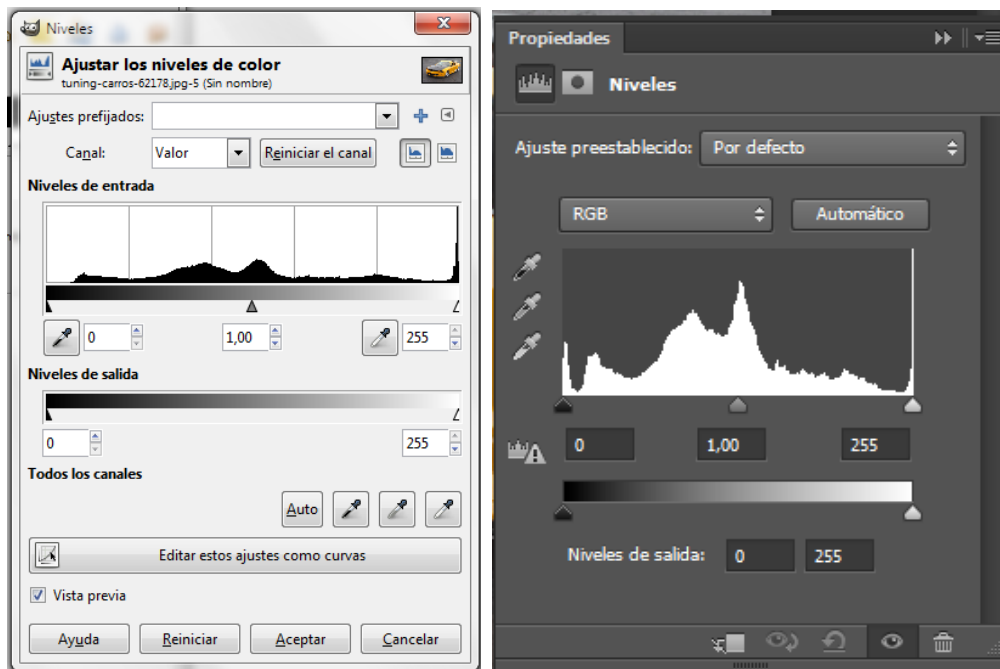 Niveles
Ajustar los niveles de color
tuning-carros-62178.jpg-5 (Sin nombre)
Ajustes prefijados:
Canal: Valor Reiniciar el canal
Niveles de entrada
0 1,00 255
Niveles de salida
0 255
Todos los canales
Auto
Editar estos ajustes como curvas
Vista previa
Ayuda Reiniciar Aceptar Cancelar
Propiedades
Niveles
Ajuste preestablecido: Por defecto
RGB Automático
0 1,00 255
Niveles de salida: 0 255